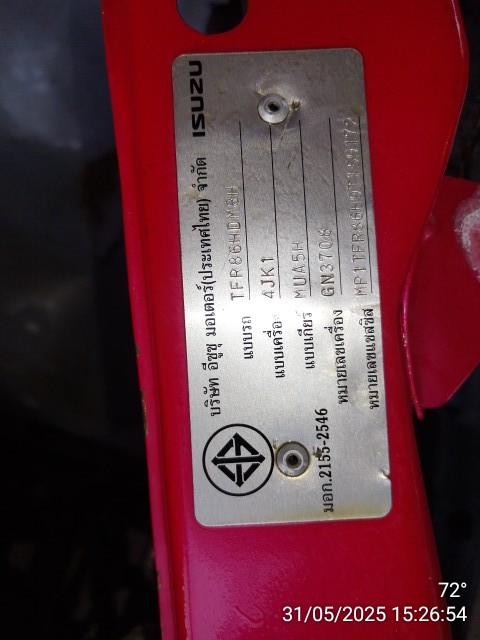 ISUZU
บริษัท อีซูซุ มอเตอร์(ประเทศไทย) จำกัด
แบบรถ TFR86HDM5H
แบบเครื่อง 4JK1
แบบเกียร์ MUA5H
หมายเลขเครื่อง GN3706
หมายเลขแชสซิส
มอก.2155-2546
72°
31/05/2025 15:26:54